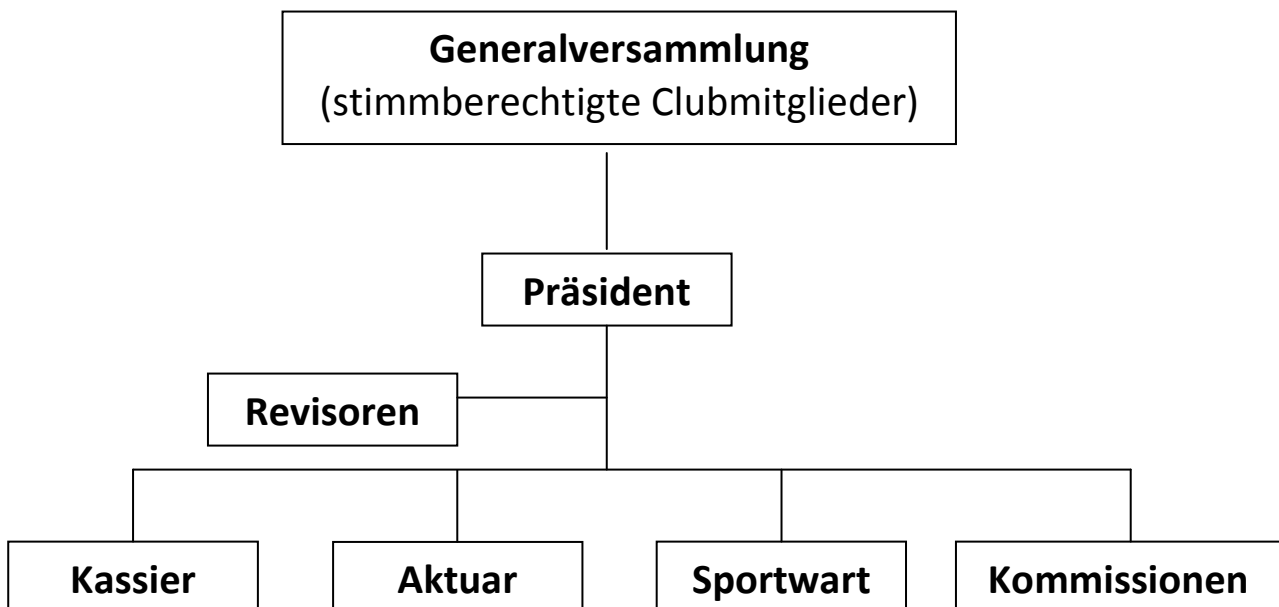 Generalversammlung
(stimmberechtigte Clubmitglieder)
Präsident
Revisoren
Kassier
Aktuar
Sportwart
Kommissionen